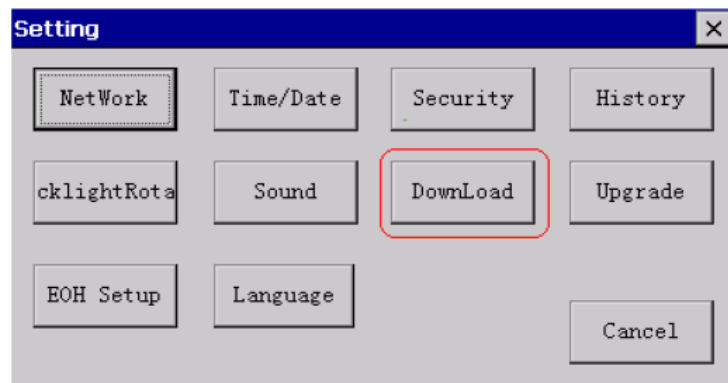 Setting
NetWork
Time/Date
Security
History
cklightRota
Sound
DownLoad
Upgrade
EOH Setup
Language
Cancel